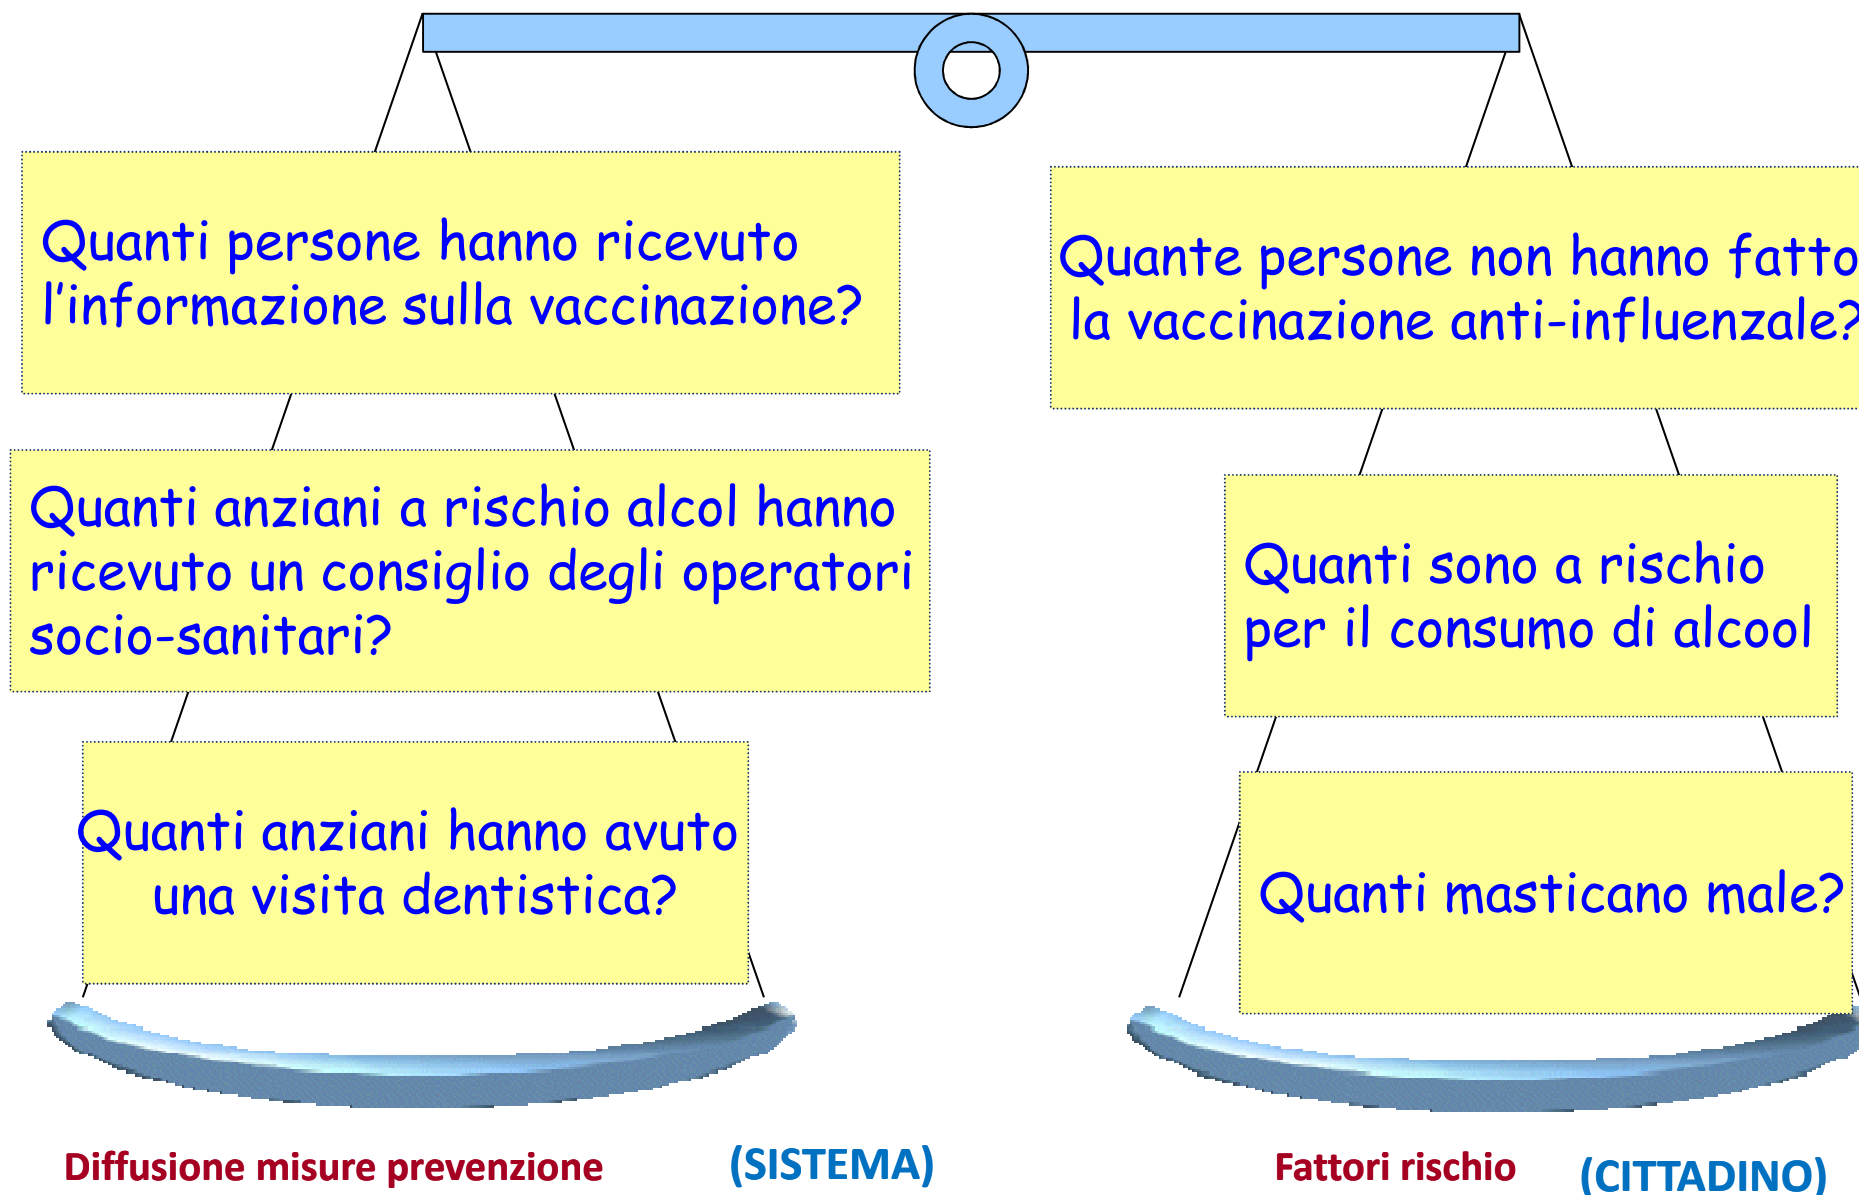 Quanti persone hanno ricevuto
l'informazione sulla vaccinazione?
Quanti anziani a rischio alcol hanno
ricevuto un consiglio degli operatori
socio-sanitari?
Quanti anziani hanno avuto
una visita dentistica?
Diffusione misure prevenzione (SISTEMA)
Quante persone non hanno fatto
la vaccinazione anti-influenzale?
Quanti sono a rischio
per il consumo di alcool
Quanti masticano male?
Fattori rischio (CITTADINO)